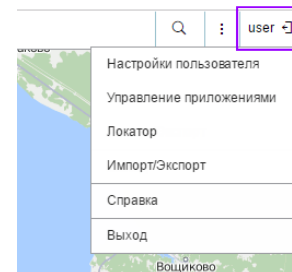 user
Настройки пользователя
Управление приложениями
Локатор
Импорт/Экспорт
Справка
Выход
Вощиково